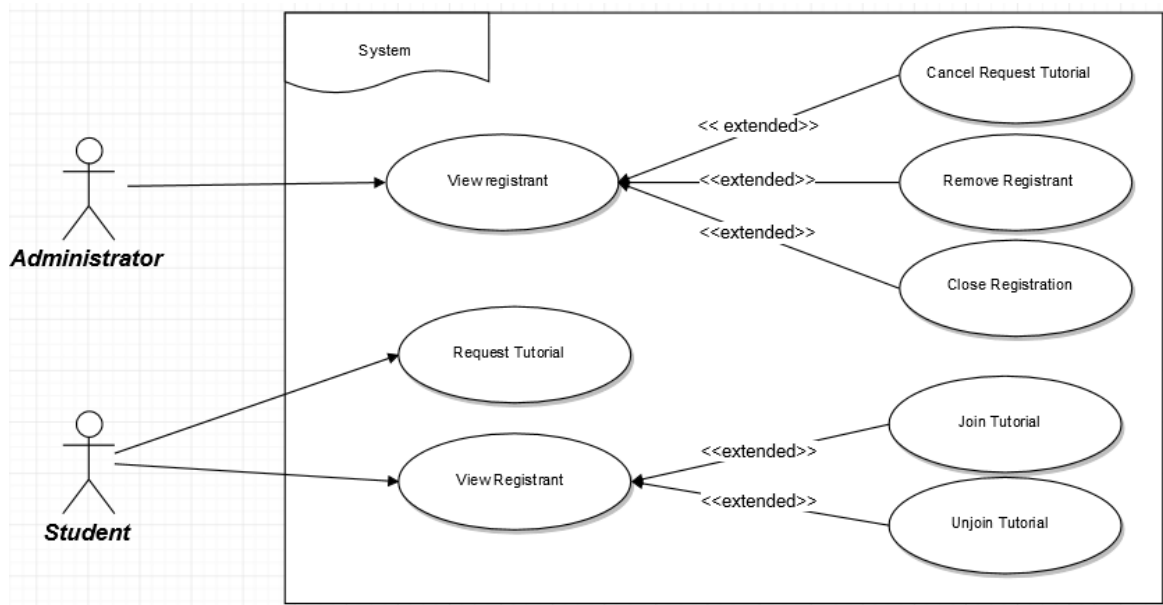 System
Cancel Request Tutorial
<< extended>>
View registrant
<<extended>>
Remove Registrant
<<extended>>
Administrator
Close Registration
Request Tutorial
Join Tutorial
<<extended>>
View Registrant
<<extended>>
Student
Unjoin Tutorial